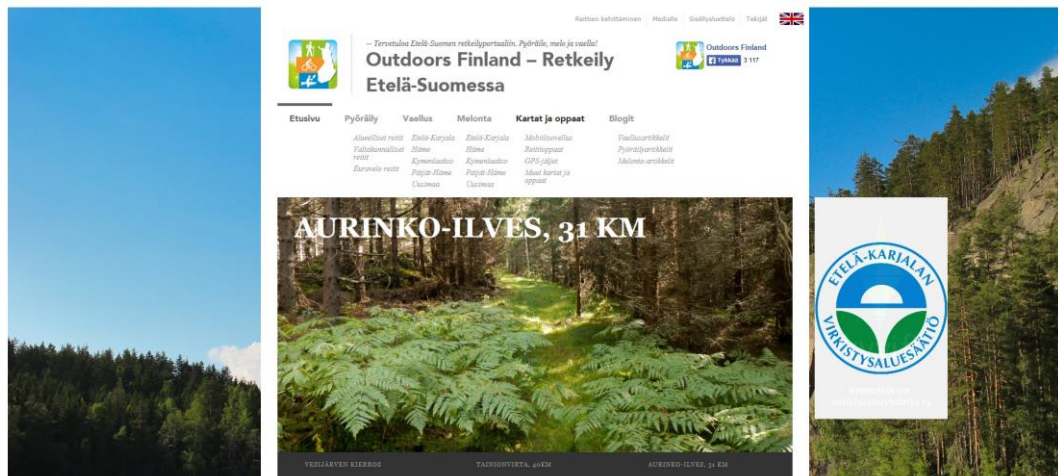 Reittien kehittäminen | Medialle | Sisällysluettelo | Tekijät
— Tervetuloa Etelä-Suomen retkeilyportaaliin. Pyöräile, melo ja vaella!
Outdoors Finland – Retkeily
Etelä-Suomessa
Outdoors Finland
Tykkää 3 117
Etusivu Pyöräily Vaellus Melonta Kartat ja oppaat Blogit
Alueelliset reitit
Valtakunnalliset
reitit
Eurovelo reitit
Etelä-Karjala
Häme
Kymenlaakso
Päijät-Häme
Uusimaa
Etelä-Karjala
Häme
Kymenlaakso
Päijät-Häme
Uusimaa
Mobiilisovellus
Reittioppaat
GPS-jäljet
Muut kartat ja
oppaat
Vaellusartikkelit
Pyöräilyartikkelit
Melonta-artikkelit
AURINKO-ILVES, 31 KM
ETELÄ-KARJALAN
VIRKISTYSALUESÄÄTIÖ
VESIJÄRVEN KIERROS TAINIONVIRTA, 40KM AURINKO-ILVES, 31 KM